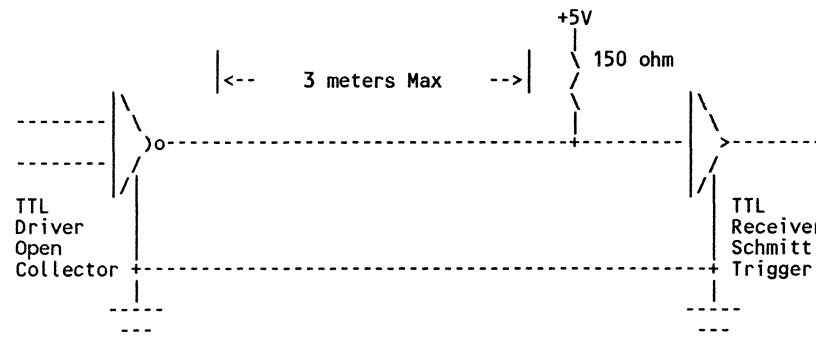 +5V
150 ohm
3 meters Max
TTL
Driver
Open
Collector
TTL
Receiver
Schmitt
Trigger